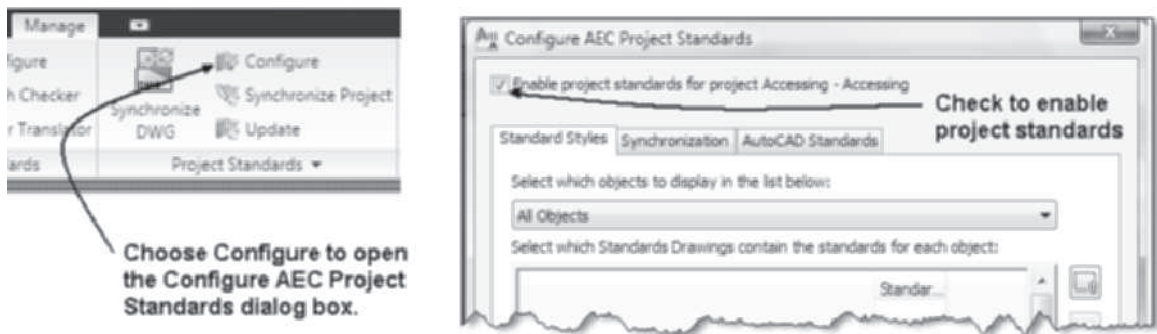 Manage
figure
Configure
h Checker
Synchronize Project
Synchronize
DWG
Update
ards
Project Standards
Choose Configure to open
the Configure AEC Project
Standards dialog box.
Configure AEC Project Standards
Enable project standards for project Accessing - Accessing
Check to enable
project standards
Standard Styles
Synchronization
AutoCAD Standards
Select which objects to display in the list below:
All Objects
Select which Standards Drawings contain the standards for each object:
Standar...